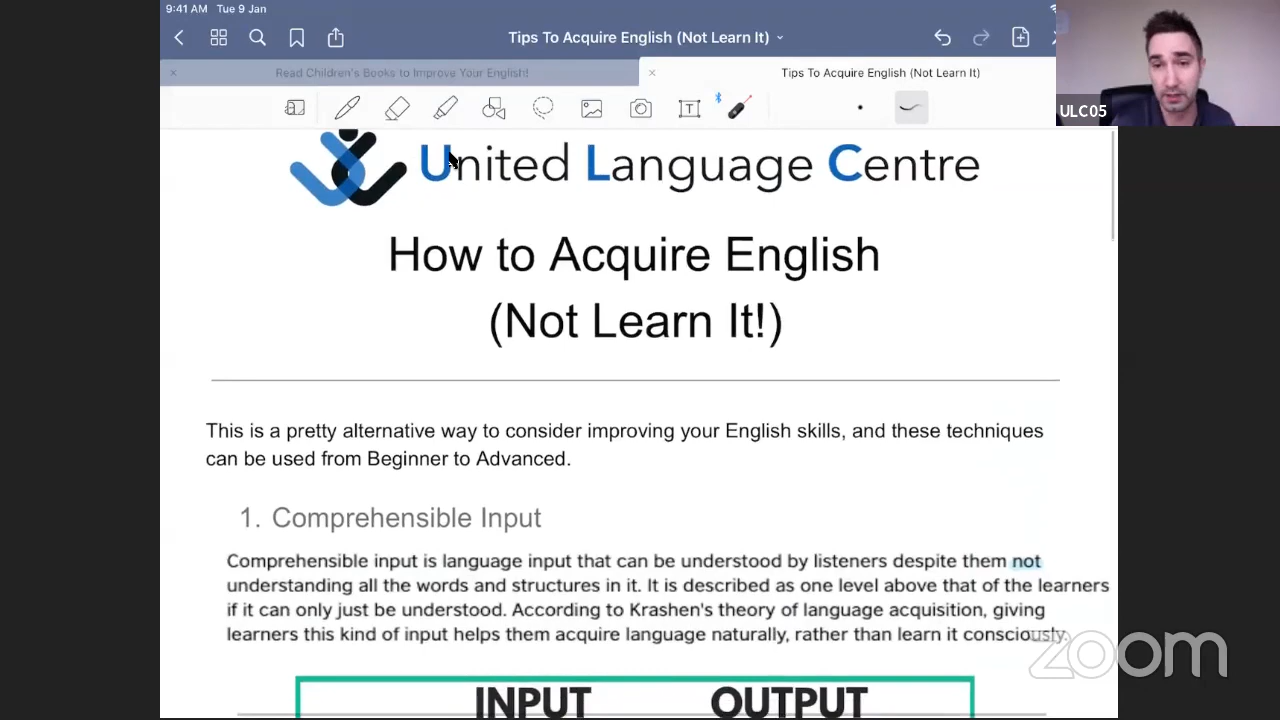 9:41 AM Tue 9 Jan
Tips To Acquire English (Not Learn It)
Read Children's Books to Improve Your English!
Tips To Acquire English (Not Learn It)
T
ULC05
United Language Centre
How to Acquire English
(Not Learn It!)
This is a pretty alternative way to consider improving your English skills, and these techniques
can be used from Beginner to Advanced.
1. Comprehensible Input
Comprehensible input is language input that can be understood by listeners despite them not
understanding all the words and structures in it. It is described as one level above that of the learners
if it can only just be understood. According to Krashen's theory of language acquisition, giving
learners this kind of input helps them acquire language naturally, rather than learn it consciously.
zoom
INPUT OUTPUT